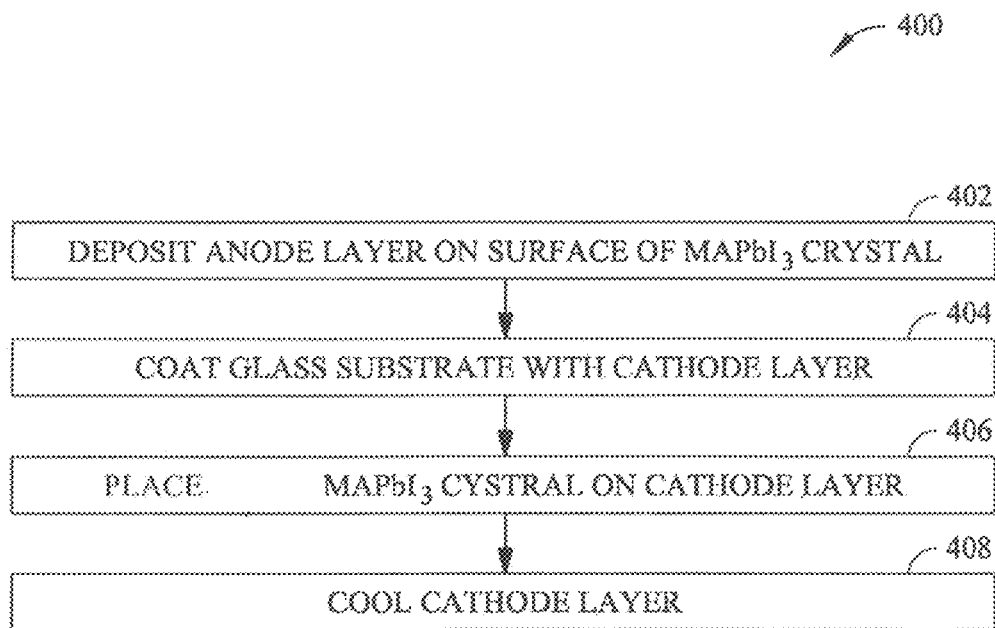 400
402
DEPOSIT ANODE LAYER ON SURFACE OF MAPbI₃ CRYSTAL
404
COAT GLASS SUBSTRATE WITH CATHODE LAYER
406
PLACE MAPbI₃ CYSTRAL ON CATHODE LAYER
408
COOL CATHODE LAYER